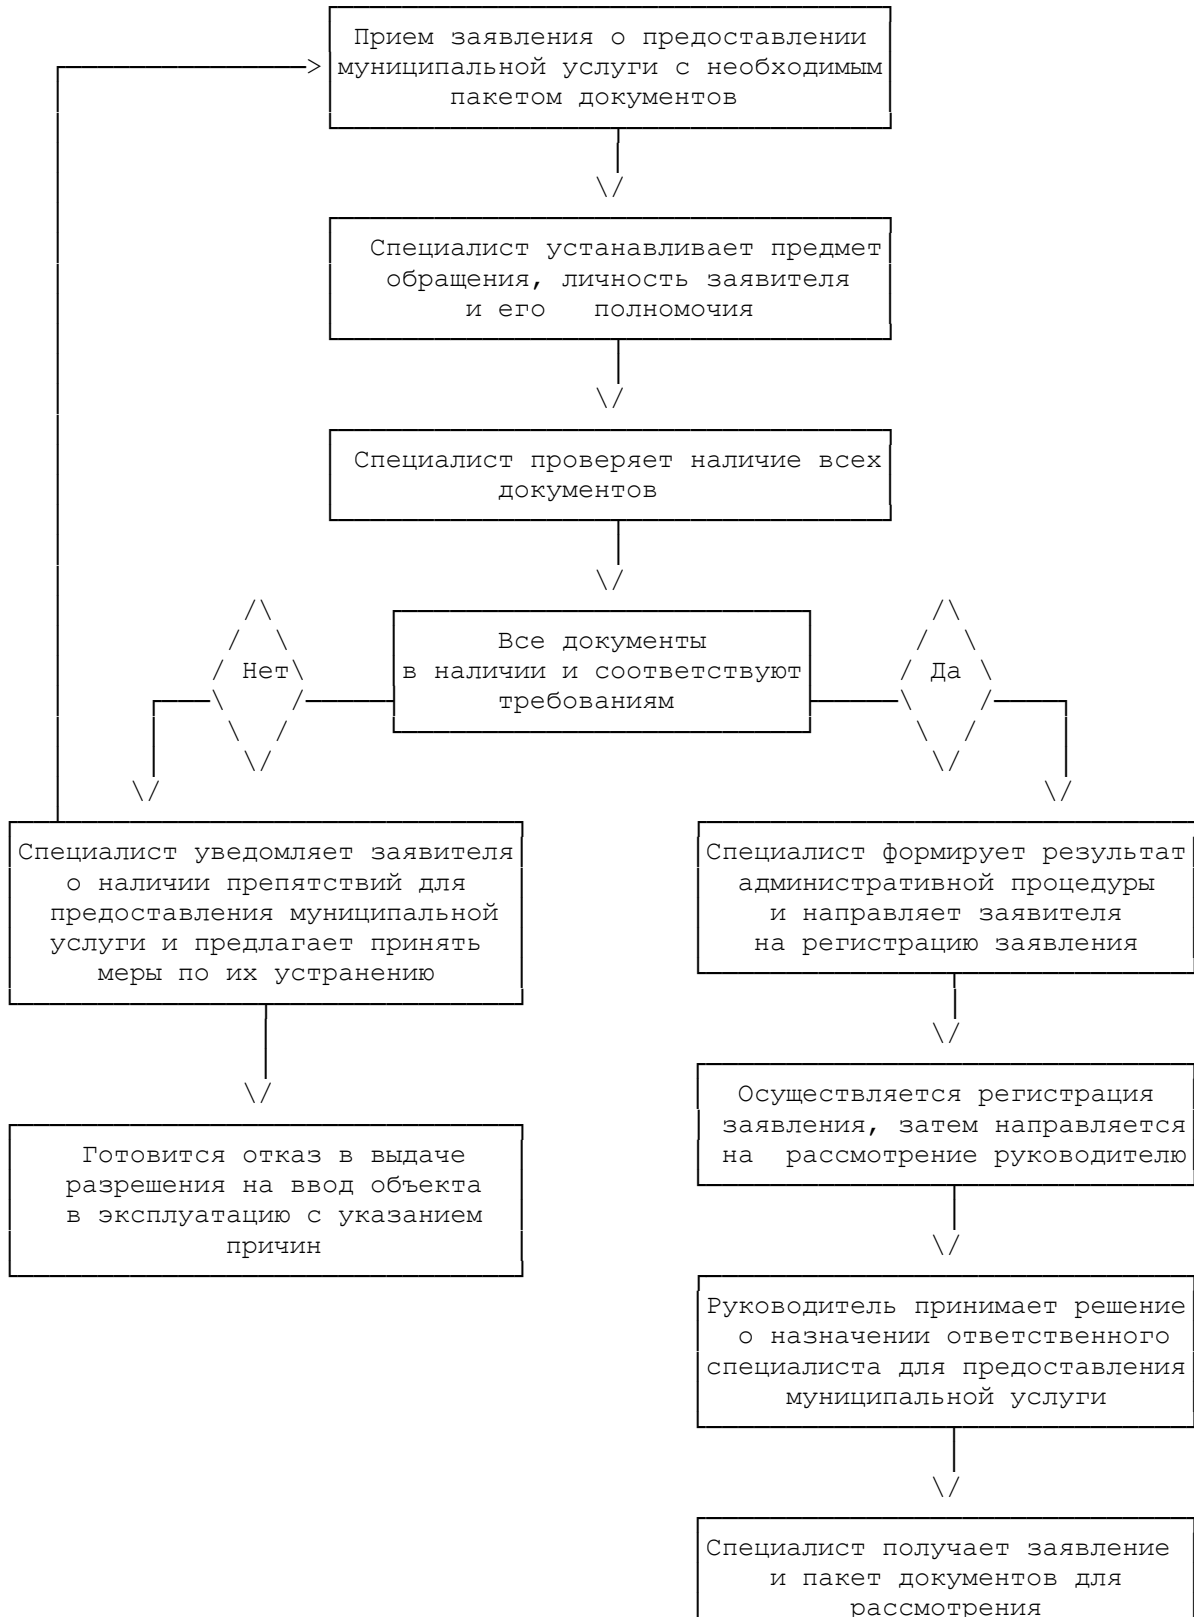 Прием заявления о предоставлении
муниципальной услуги с необходимым
пакетом документов
Специалист устанавливает предмет
обращения, личность заявителя
и его полномочия
Специалист проверяет наличие всех
документов
Все документы
в наличии и соответствуют
требованиям
Нет
Да
Специалист уведомляет заявителя
о наличии препятствий для
предоставления муниципальной
услуги и предлагает принять
меры по их устранению
Готовится отказ в выдаче
разрешения на ввод объекта
в эксплуатацию с указанием
причин
Специалист формирует результат
административной процедуры
и направляет заявителя
на регистрацию заявления
Осуществляется регистрация
заявления, затем направляется
на рассмотрение руководителю
Руководитель принимает решение
о назначении ответственного
специалиста для предоставления
муниципальной услуги
Специалист получает заявление
и пакет документов для
рассмотрения